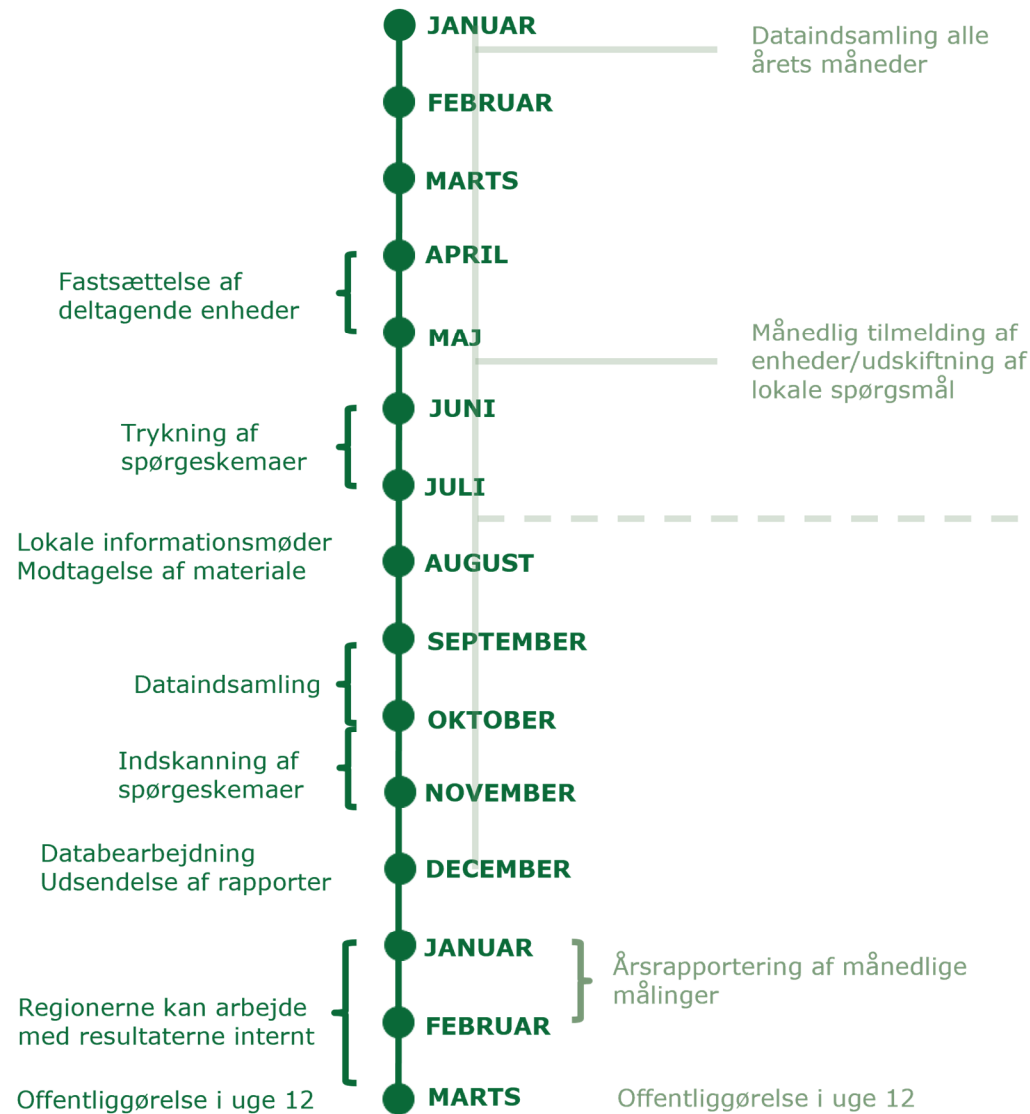 JANUAR
Dataindsamling alle
årets måneder
FEBRUAR
MARTS
APRIL
Fastsættelse af
deltagende enheder
MAJ
Månedlig tilmelding af
enheder/udskiftning af
lokale spørgsmål
JUNI
Trykning af
spørgeskemaer
JULI
Lokale informationsmøder
Modtagelse af materiale
AUGUST
SEPTEMBER
Dataindsamling
OKTOBER
Indskanning af
spørgeskemaer
NOVEMBER
Databearbejdning
Udsendelse af rapporter
DECEMBER
JANUAR
Årsrapportering af månedlige
målinger
Regionerne kan arbejde
med resultaterne internt
FEBRUAR
MARTS
Offentliggørelse i uge 12
Offentliggørelse i uge 12